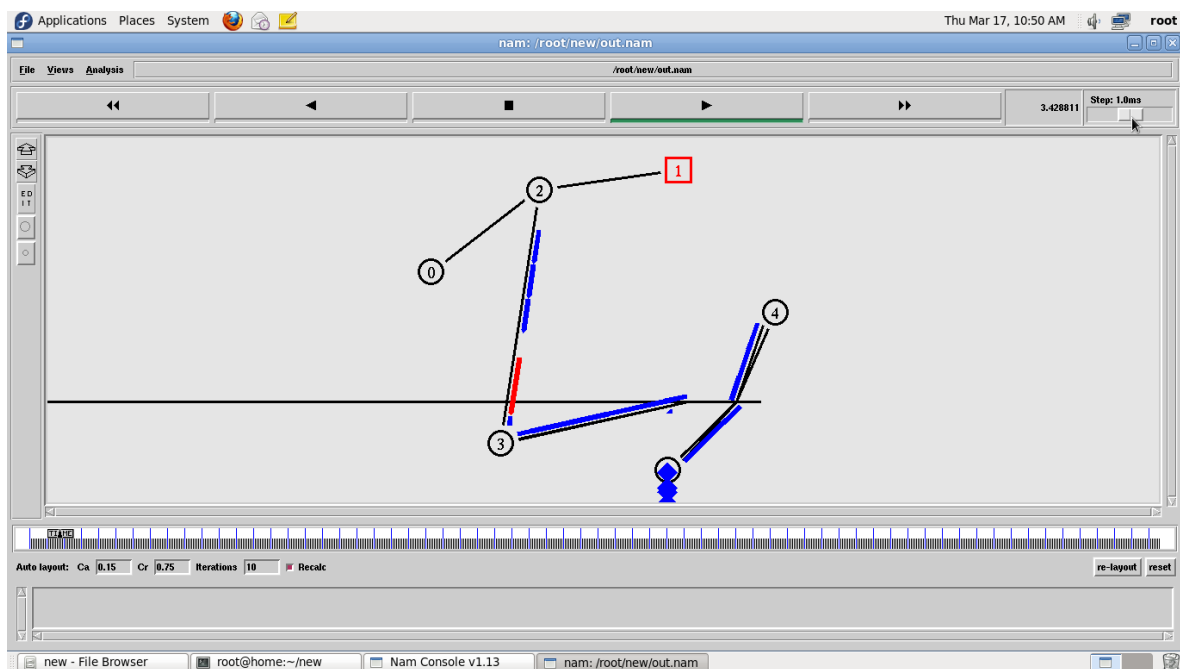 Applications Places System Thu Mar 17, 10:50 AM root
nam: /root/new/out.nam
File Views Analysis /root/new/out.nam
3.428811 Step: 1.0ms
E D
I T
1
2
0
4
3
TIME
Auto layout: Ca 0.15 Cr 0.75 Iterations 10 Recalc re-layout reset
new - File Browser root@home:~/new Nam Console v1.13 nam: /root/new/out.nam